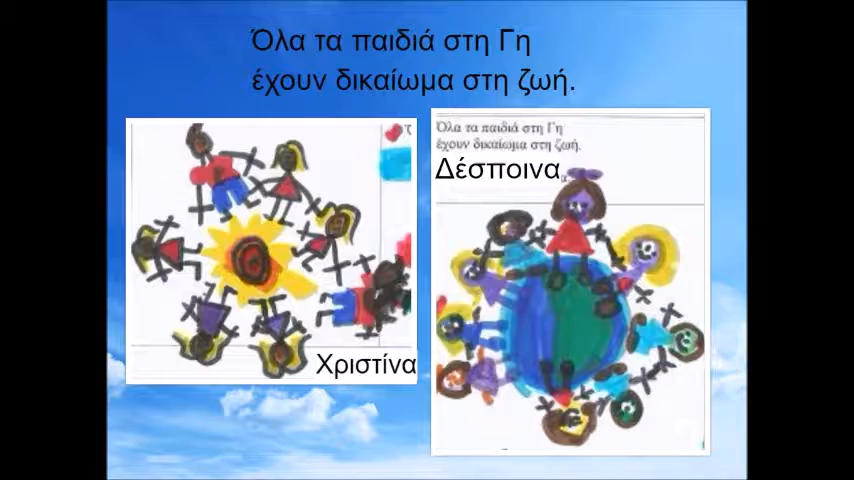 Όλα τα παιδιά στη Γη
έχουν δικαίωμα στη ζωή.
Όλα τα παιδιά στη Γη
έχουν δικαίωμα στη ζωή.
Δέσποινα
Χριστίνα